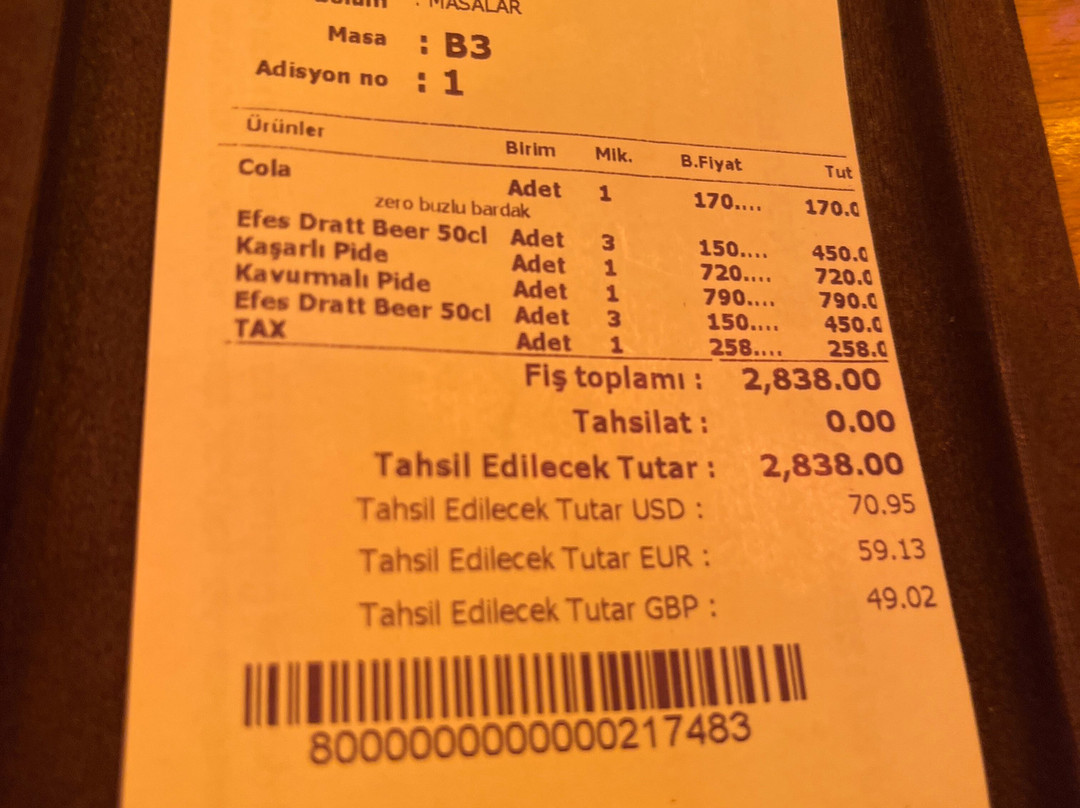 : MASALAR
Masa : B3
Adisyon no : 1
Ürünler Birim Mik. B.Fiyat Tut
Cola Adet 1 170.... 170.0
zero buzlu bardak
Efes Dratt Beer 50cl Adet 3 150.... 450.0
Kaşarlı Pide Adet 1 720.... 720.0
Kavurmalı Pide Adet 1 790.... 790.0
Efes Dratt Beer 50cl Adet 3 150.... 450.0
TAX Adet 1 258.... 258.0
Fiş toplamı : 2,838.00
Tahsilat : 0.00
Tahsil Edilecek Tutar : 2,838.00
Tahsil Edilecek Tutar USD : 70.95
Tahsil Edilecek Tutar EUR : 59.13
Tahsil Edilecek Tutar GBP : 49.02
8000000000000217483